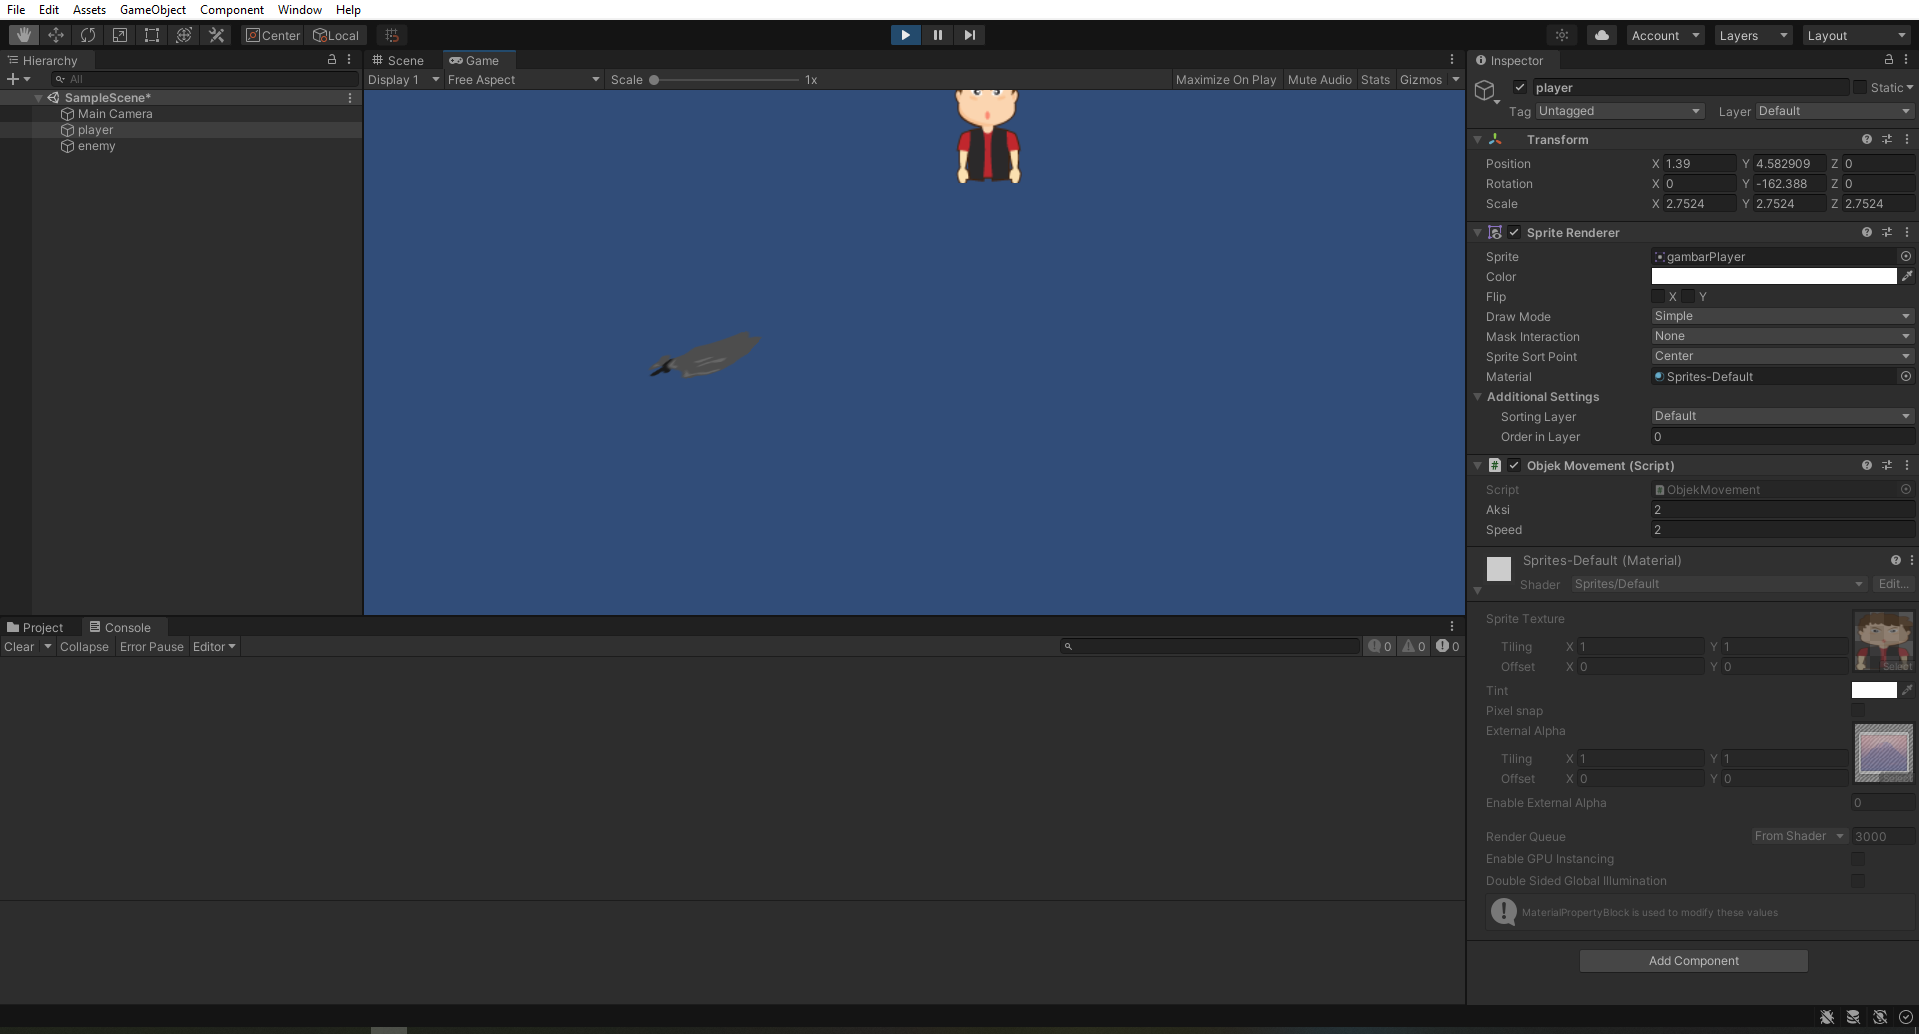 File Edit Assets GameObject Component Window Help
Center Local Account Layers Layout
Hierarchy
All
SampleScene*
Main Camera
player
enemy
Scene Game
Display 1 Free Aspect Scale 1x Maximize On Play Mute Audio Stats Gizmos
Project Console
Clear Collapse Error Pause Editor 0 0 0
Inspector
player Static
Tag Untagged Layer Default
Transform
Position X 1.39 Y 4.582909 Z 0
Rotation X 0 Y -162.388 Z 0
Scale X 2.7524 Y 2.7524 Z 2.7524
Sprite Renderer
Sprite gambarPlayer
Color
Flip X Y
Draw Mode Simple
Mask Interaction None
Sprite Sort Point Center
Material Sprites-Default
Additional Settings
Sorting Layer Default
Order in Layer 0
# Objek Movement (Script)
Script ObjekMovement
Aksi 2
Speed 2
Sprites-Default (Material)
Shader Sprites/Default Edit...
Sprite Texture
Tiling X 1 Y 1
Offset X 0 Y 0
Select
Tint
Pixel snap
External Alpha
Tiling X 1 Y 1
Offset X 0 Y 0
Select
Enable External Alpha 0
Render Queue From Shader 3000
Enable GPU Instancing
Double Sided Global Illumination
MaterialPropertyBlock is used to modify these values
Add Component